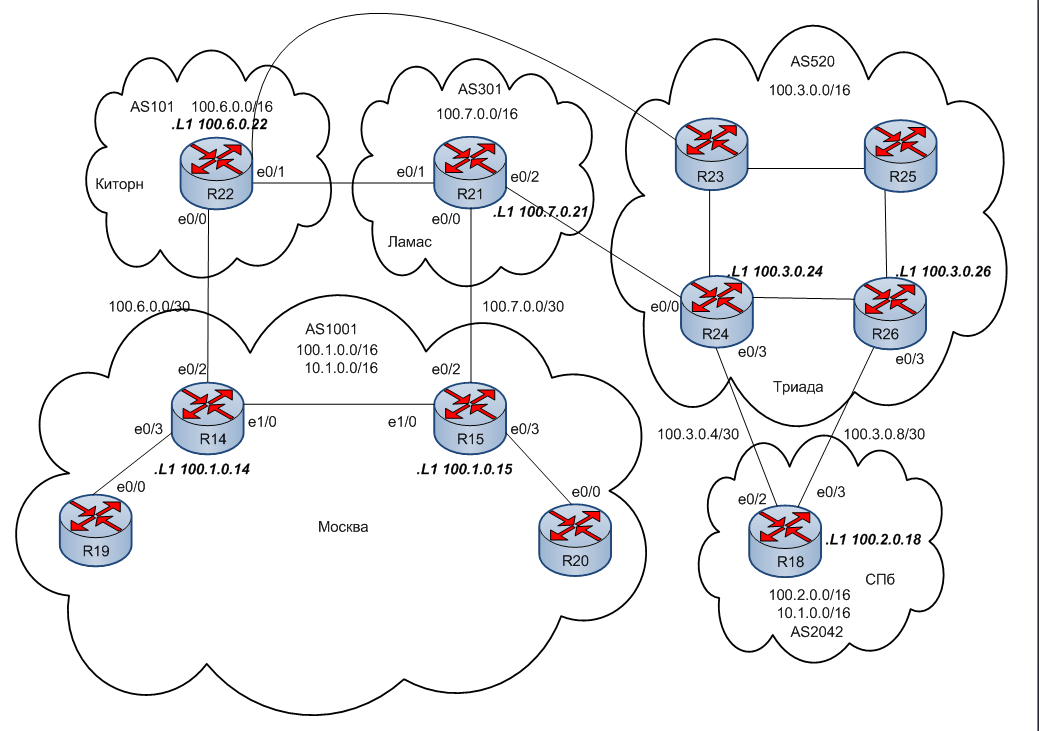 AS101 100.6.0.0/16
.L1 100.6.0.22
R22
e0/1
e0/0
Киторн
AS301
100.7.0.0/16
e0/1
R21
e0/2
e0/0
.L1 100.7.0.21
Ламас
AS520
100.3.0.0/16
R23
R25
.L1 100.3.0.24
.L1 100.3.0.26
e0/0
R24
R26
e0/3
e0/3
Триада
100.6.0.0/30
100.7.0.0/30
AS1001
100.1.0.0/16
10.1.0.0/16
e0/2
e0/2
e0/3
R14
e1/0
e1/0
R15
e0/3
.L1 100.1.0.14
.L1 100.1.0.15
e0/0
R19
Москва
e0/0
R20
100.3.0.4/30
100.3.0.8/30
e0/2
e0/3
R18
.L1 100.2.0.18
СПб
100.2.0.0/16
10.1.0.0/16
AS2042